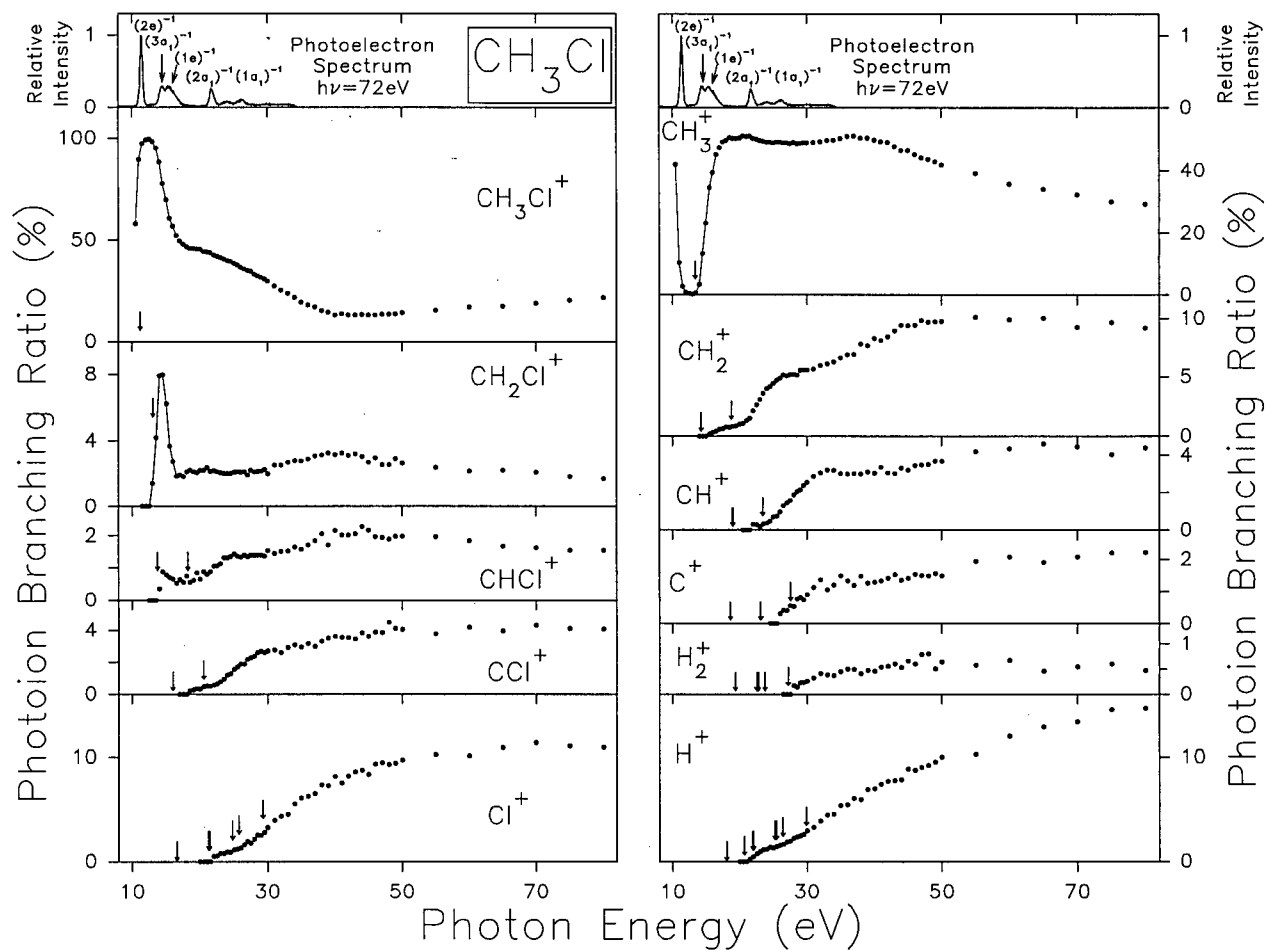 (2e)⁻¹
(3a₁)⁻¹
(1e)⁻¹
(2a₁)⁻¹(1a₁)⁻¹
Photoelectron
Spectrum
hν=72eV
CH₃Cl
Relative
Intensity
1
0
100
50
0
CH₃Cl⁺
8
4
0
CH₂Cl⁺
2
0
CHCl⁺
4
0
CCl⁺
10
0
Cl⁺
10
30
50
70
Photoion Branching Ratio (%)
(2e)⁻¹
(3a₁)⁻¹
(1e)⁻¹
(2a₁)⁻¹(1a₁)⁻¹
Photoelectron
Spectrum
hν=72eV
1
0
Relative
Intensity
CH₃⁺
40
20
0
CH₂⁺
10
5
0
CH⁺
4
0
C⁺
2
0
H₂⁺
1
0
H⁺
10
0
10
30
50
70
Photoion Branching Ratio (%)
Photon Energy (eV)